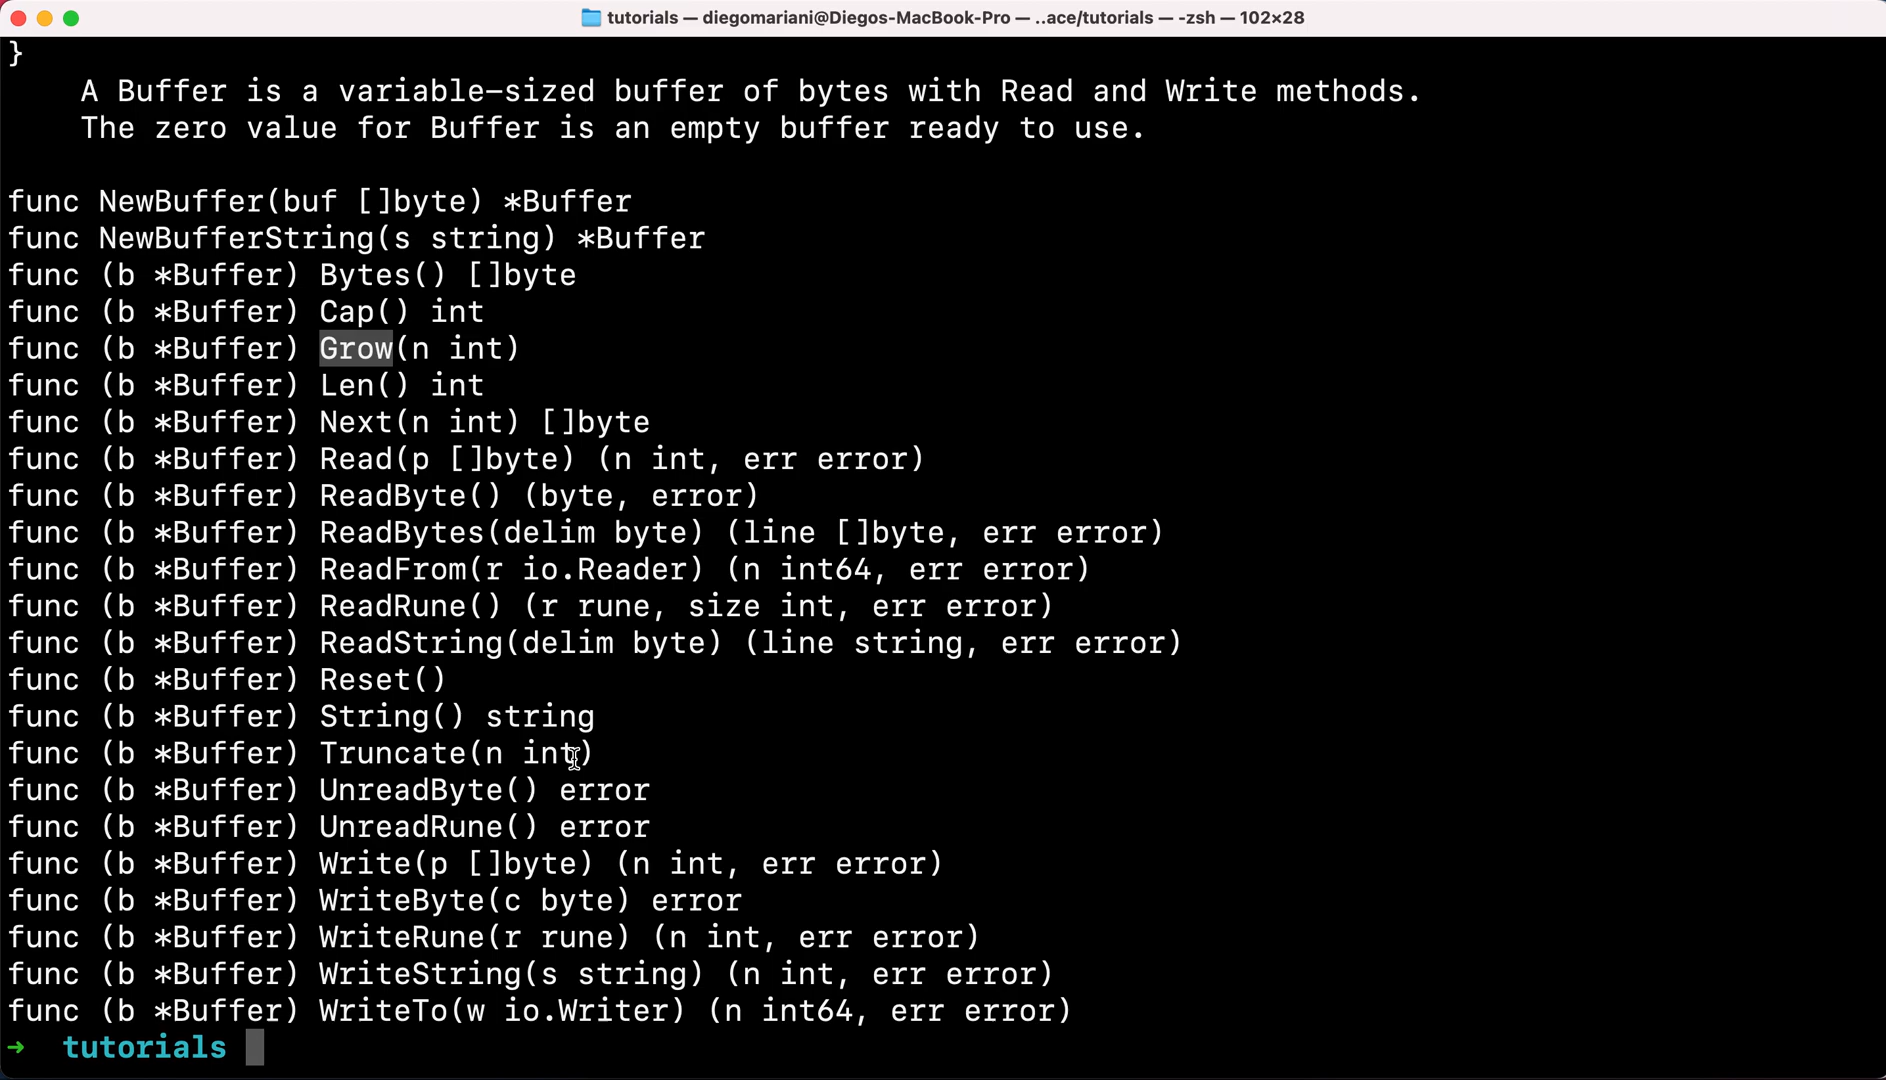 tutorials — diegomariani@Diegos-MacBook-Pro — ..ace/tutorials — -zsh — 102×28
}
    A Buffer is a variable-sized buffer of bytes with Read and Write methods.
    The zero value for Buffer is an empty buffer ready to use.

func NewBuffer(buf []byte) *Buffer
func NewBufferString(s string) *Buffer
func (b *Buffer) Bytes() []byte
func (b *Buffer) Cap() int
func (b *Buffer) Grow(n int)
func (b *Buffer) Len() int
func (b *Buffer) Next(n int) []byte
func (b *Buffer) Read(p []byte) (n int, err error)
func (b *Buffer) ReadByte() (byte, error)
func (b *Buffer) ReadBytes(delim byte) (line []byte, err error)
func (b *Buffer) ReadFrom(r io.Reader) (n int64, err error)
func (b *Buffer) ReadRune() (r rune, size int, err error)
func (b *Buffer) ReadString(delim byte) (line string, err error)
func (b *Buffer) Reset()
func (b *Buffer) String() string
func (b *Buffer) Truncate(n int)
func (b *Buffer) UnreadByte() error
func (b *Buffer) UnreadRune() error
func (b *Buffer) Write(p []byte) (n int, err error)
func (b *Buffer) WriteByte(c byte) error
func (b *Buffer) WriteRune(r rune) (n int, err error)
func (b *Buffer) WriteString(s string) (n int, err error)
func (b *Buffer) WriteTo(w io.Writer) (n int64, err error)
➜  tutorials